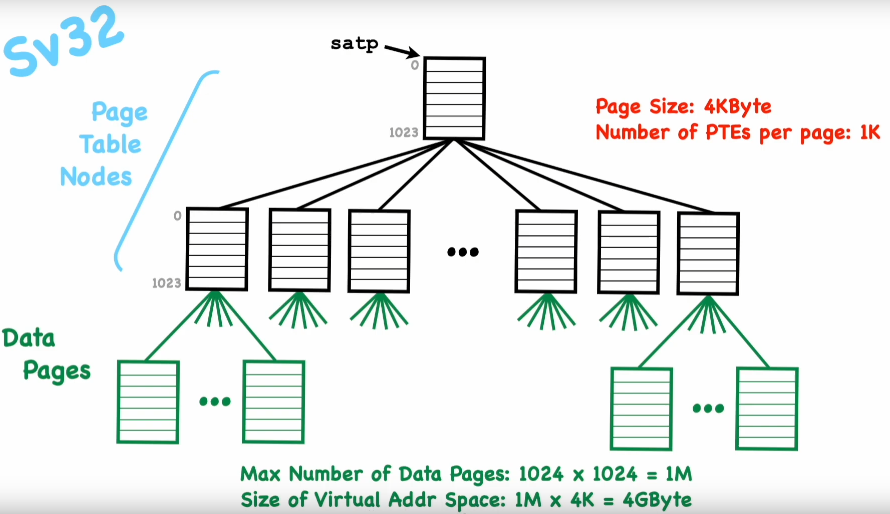 Sv32
satp
0
1023
Page
Table
Nodes
Page Size: 4KByte
Number of PTEs per page: 1K
0
1023
...
Data
Pages
...
...
Max Number of Data Pages: 1024 x 1024 = 1M
Size of Virtual Addr Space: 1M x 4K = 4GByte